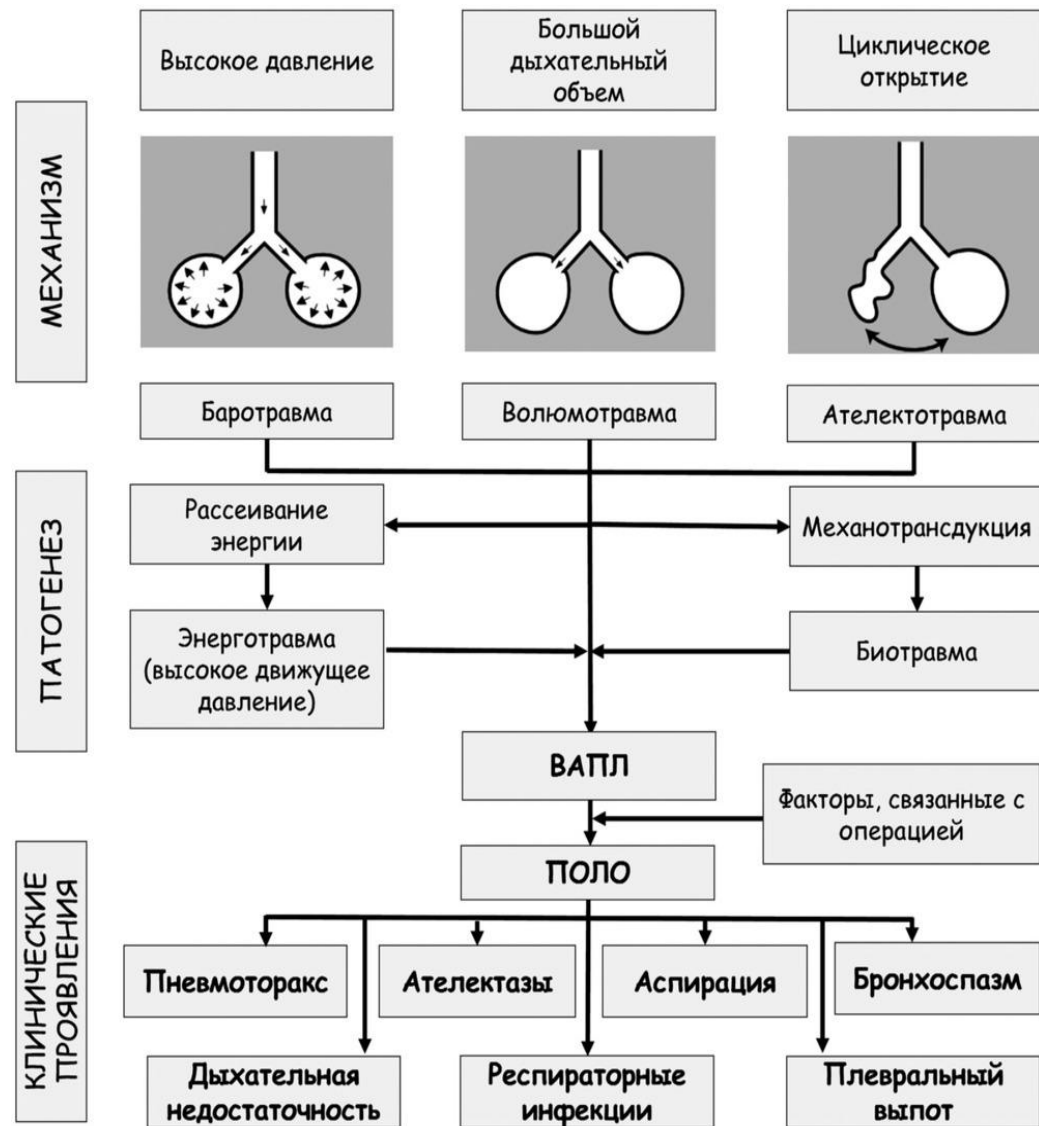 Высокое давление
Большой
дыхательный
объем
Циклическое
открытие
МЕХАНИЗМ
Баротравма
Волюмотравма
Ателектотравма
ПАТОГЕНЕЗ
Рассеивание
энергии
Механотрансдукция
Энерготравма
(высокое движущее
давление)
Биотравма
ВАПЛ
Факторы, связанные с
операцией
ПОЛО
КЛИНИЧЕСКИЕ
ПРОЯВЛЕНИЯ
Пневмоторакс
Ателектазы
Аспирация
Бронхоспазм
Дыхательная
недостаточность
Респираторные
инфекции
Плевральный
выпот